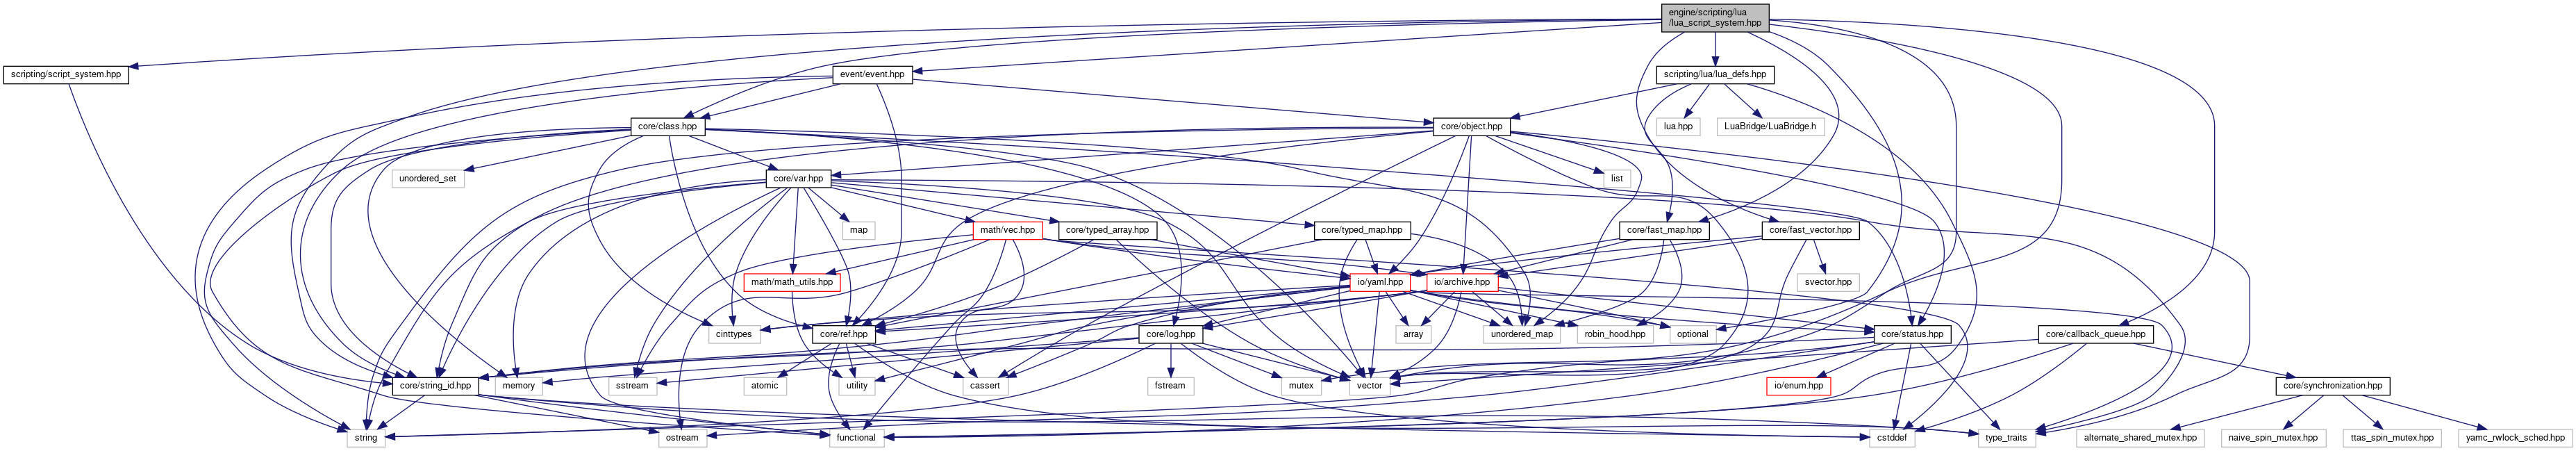 engine/scripting/lua
/lua_script_system.hpp
scripting/script_system.hpp
event/event.hpp
scripting/lua/lua_defs.hpp
core/class.hpp
core/object.hpp
lua.hpp
LuaBridge/LuaBridge.h
unordered_set
core/var.hpp
list
map
math/vec.hpp
core/typed_array.hpp
core/typed_map.hpp
core/fast_map.hpp
core/fast_vector.hpp
math/math_utils.hpp
io/yaml.hpp
io/archive.hpp
svector.hpp
cinttypes
core/ref.hpp
core/log.hpp
array
unordered_map
robin_hood.hpp
optional
core/status.hpp
core/callback_queue.hpp
core/string_id.hpp
memory
sstream
atomic
utility
cassert
fstream
mutex
vector
io/enum.hpp
core/synchronization.hpp
string
ostream
functional
cstddef
type_traits
alternate_shared_mutex.hpp
naive_spin_mutex.hpp
ttas_spin_mutex.hpp
yamc_rwlock_sched.hpp